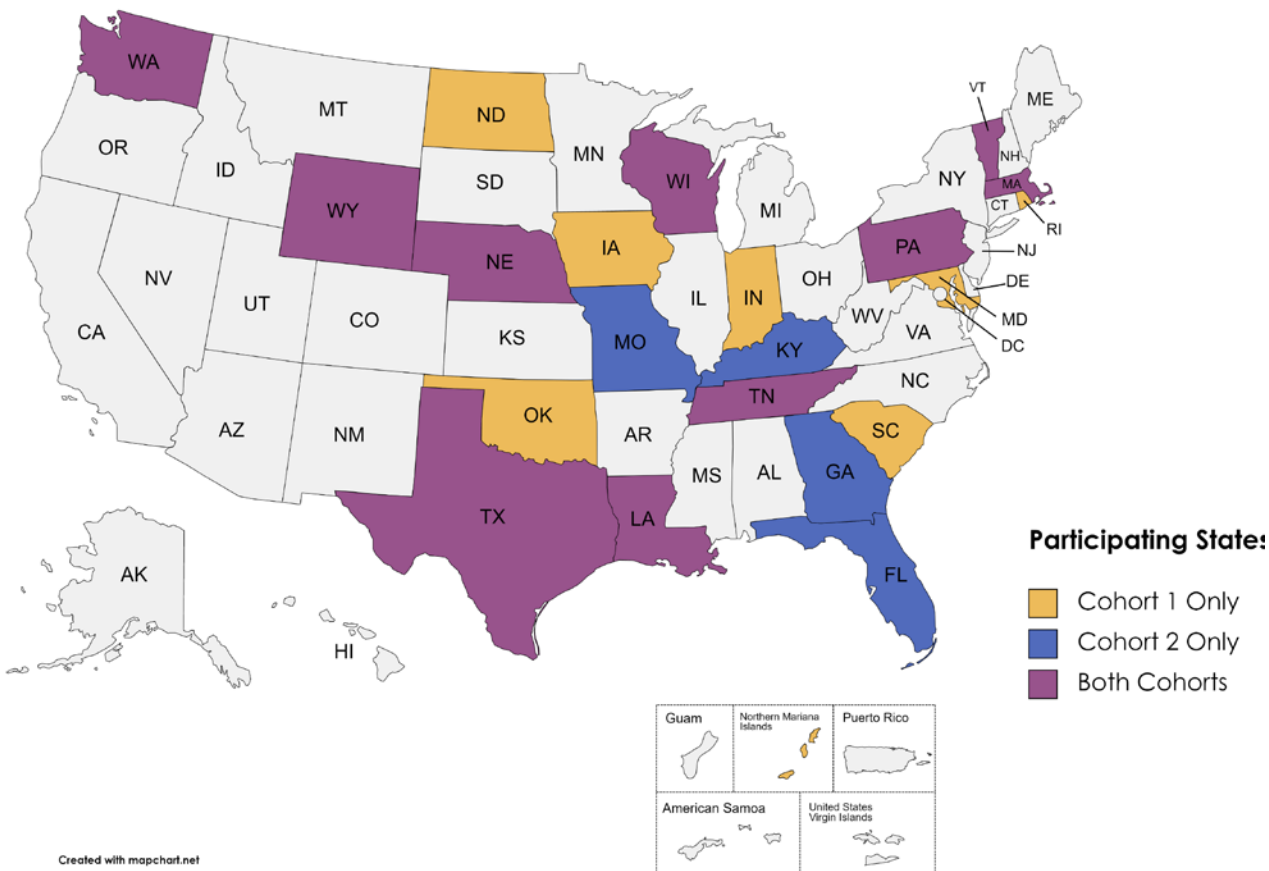 WA
MT
ND
MN
VT
ME
OR
ID
SD
WI
MI
NY
NH
MA
CT
RI
WY
IA
NE
PA
NJ
NV
UT
CO
IL
IN
OH
DE
CA
KS
MO
WV
VA
MD
DC
KY
AZ
NM
OK
AR
TN
NC
SC
MS
AL
GA
TX
LA
FL
AK
HI
Participating States
Cohort 1 Only
Cohort 2 Only
Both Cohorts
Guam
Northern Mariana
Islands
Puerto Rico
American Samoa
United States
Virgin Islands
Created with mapchart.net